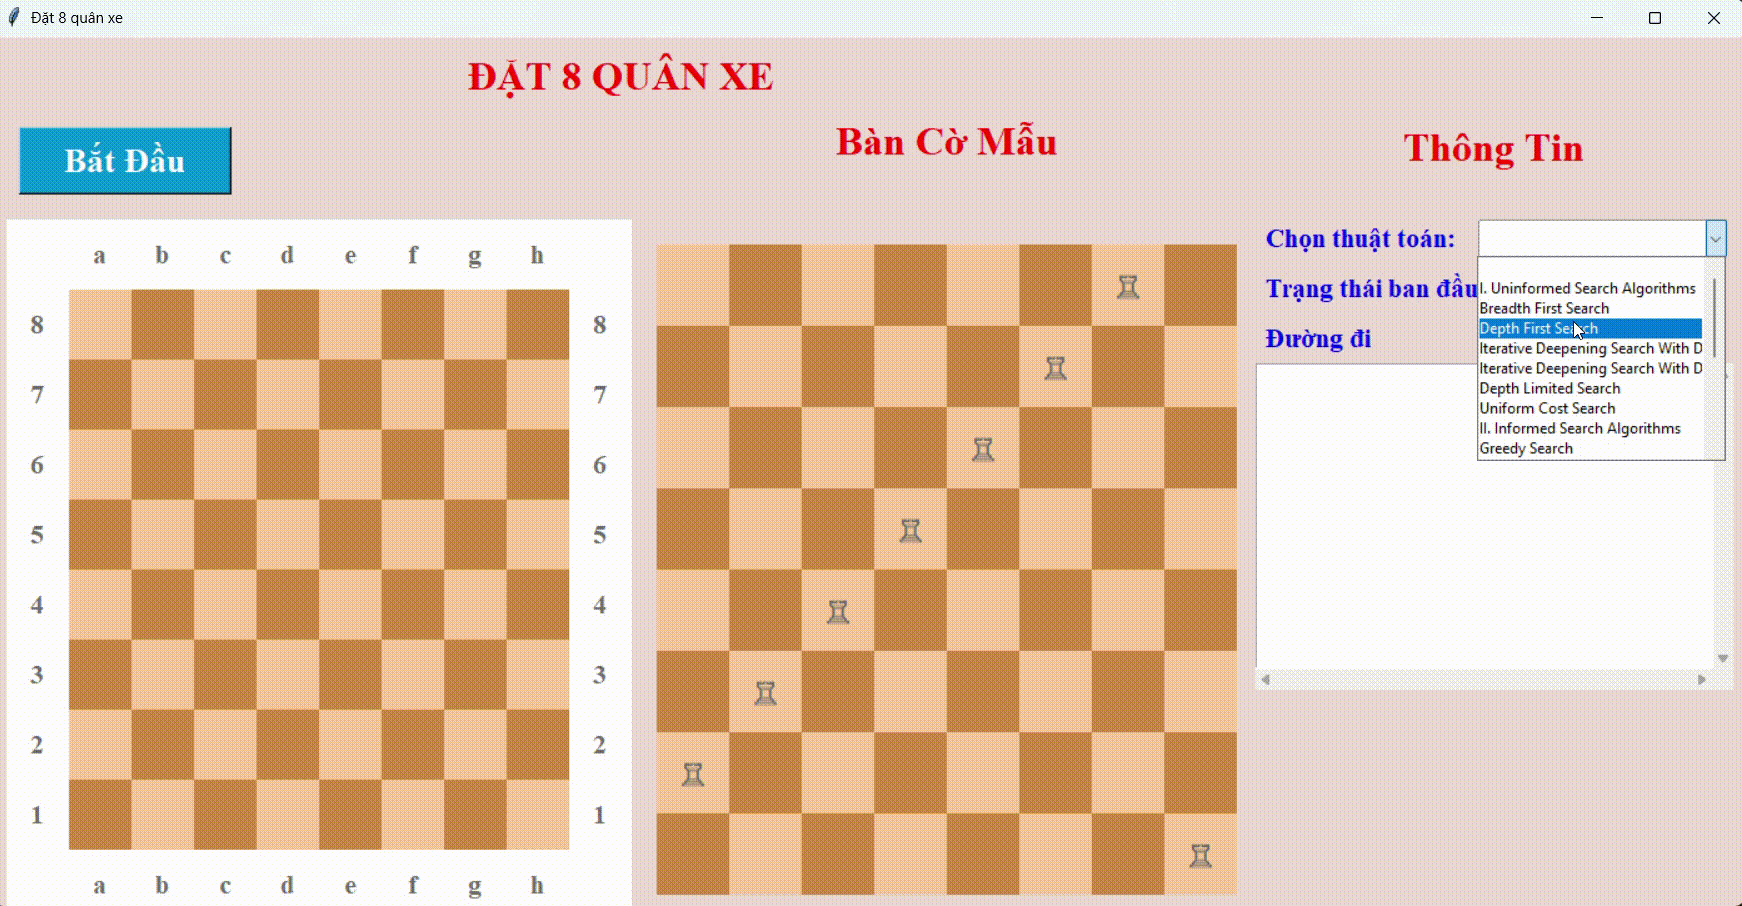 Đặt 8 quân xe
ĐẶT 8 QUÂN XE
Bắt Đầu
Bàn Cờ Mẫu
Thông Tin
a b c d e f g h
8 8
7 7
6 6
5 5
4 4
3 3
2 2
1 1
a b c d e f g h
Chọn thuật toán:
Trạng thái ban đầu
Đường đi
I. Uninformed Search Algorithms
Breadth First Search
Depth First Search
Iterative Deepening Search With D
Iterative Deepening Search With D
Depth Limited Search
Uniform Cost Search
II. Informed Search Algorithms
Greedy Search